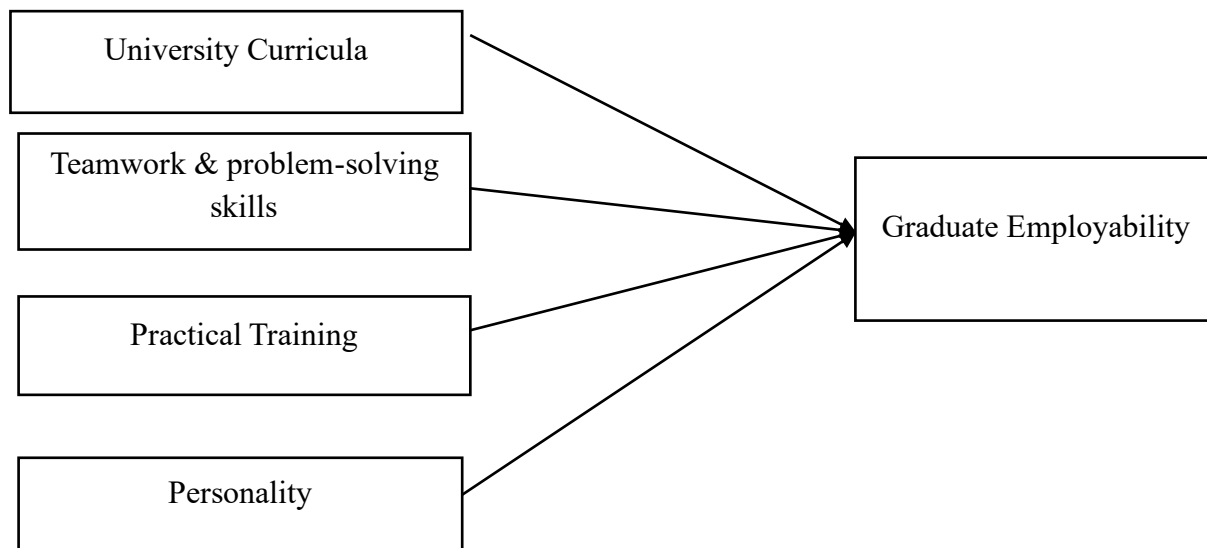 University Curricula
Teamwork & problem-solving
skills
Graduate Employability
Practical Training
Personality